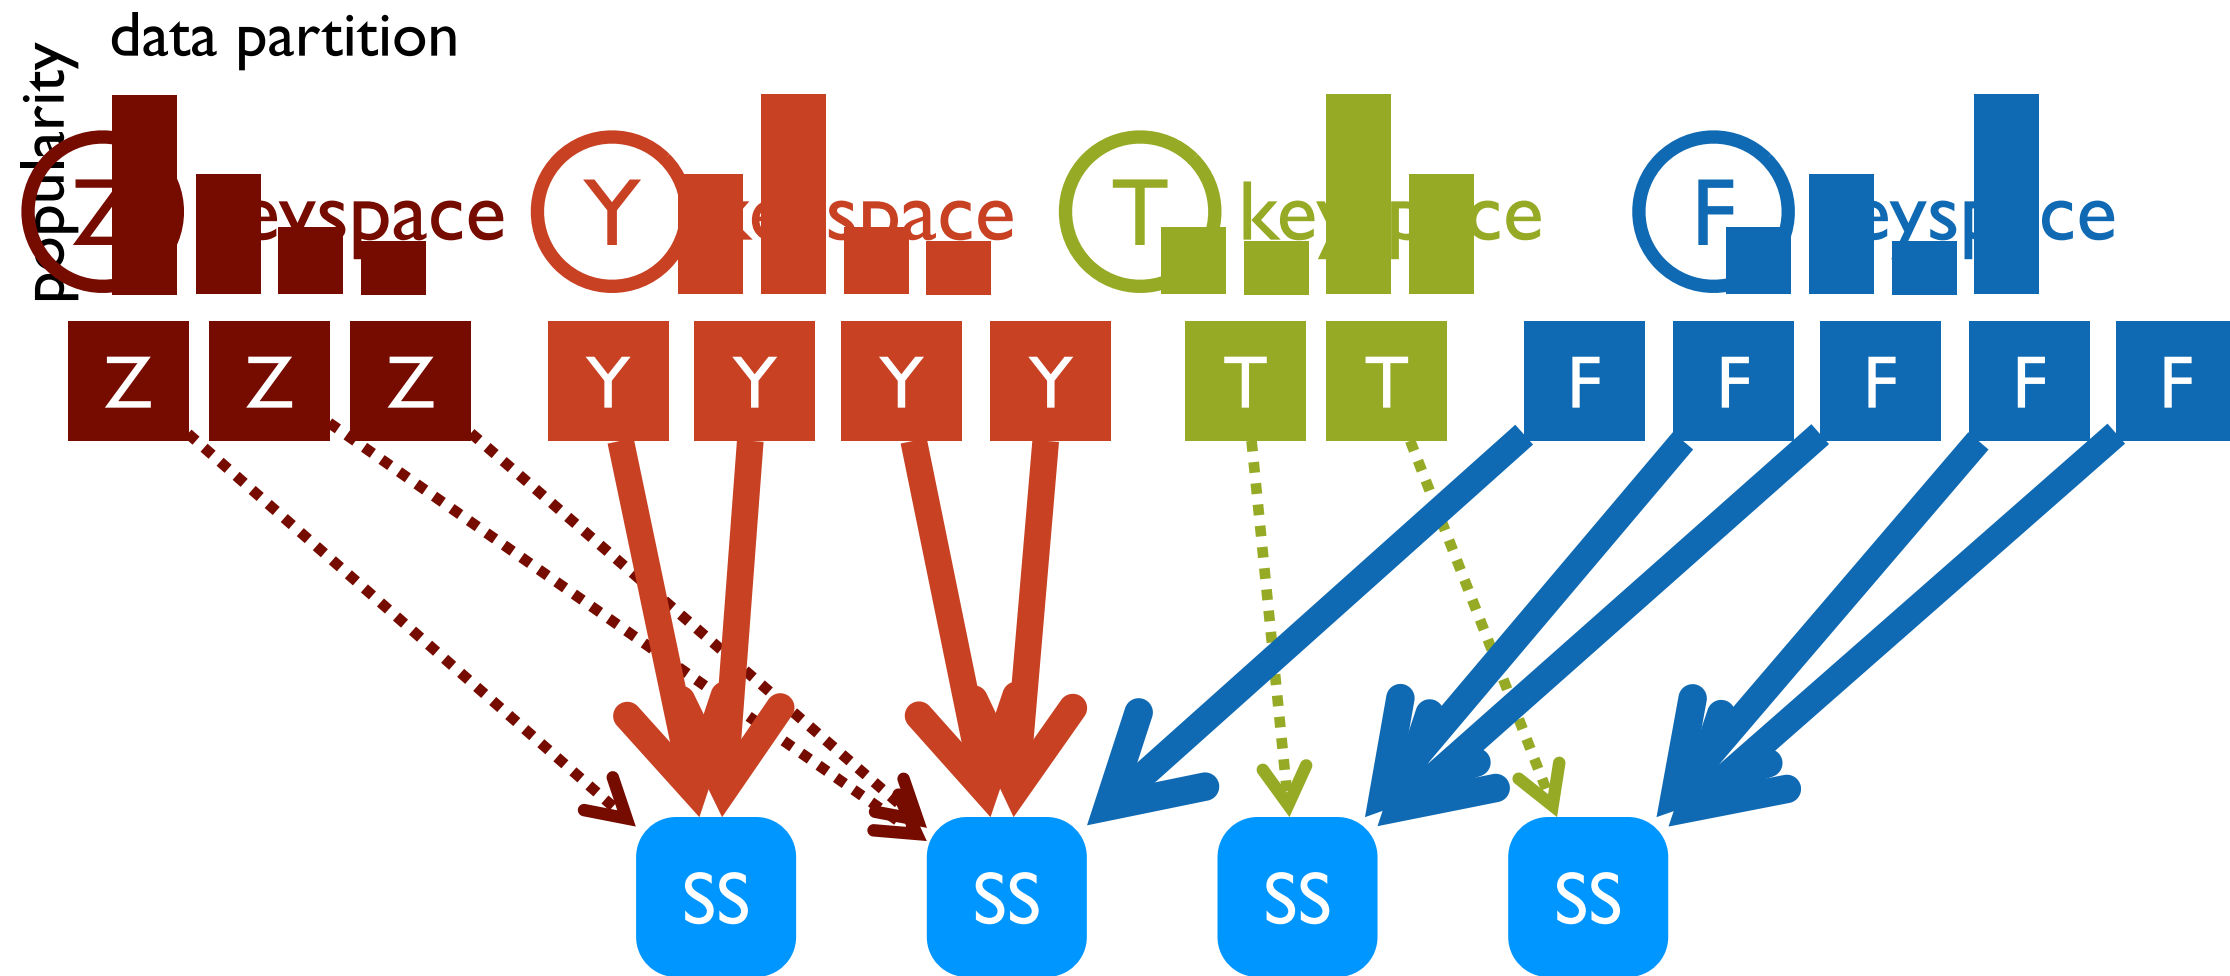 data partition
popularity
Z keyspace Y keyspace T keyspace F keyspace
Z Z Z Y Y Y Y T T F F F F F
SS SS SS SS